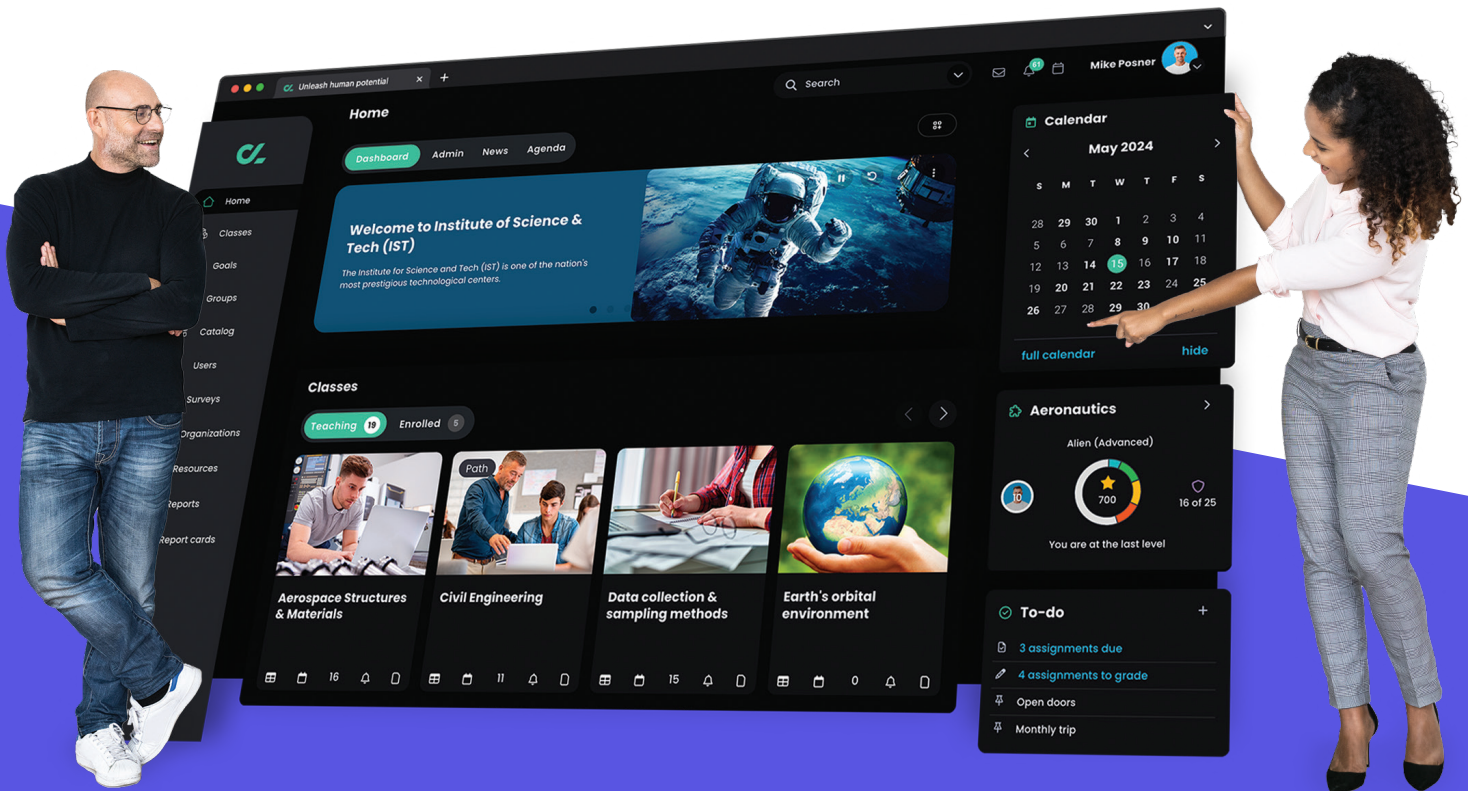 Unleash human potential
Search
61
Mike Posner
Home
Dashboard
Admin
News
Agenda
Home
Classes
Goals
Groups
Catalog
Users
Surveys
Organizations
Resources
Reports
Report cards
Welcome to Institute of Science &
Tech (IST)
The Institute for Science and Tech (IST) is one of the nation's
most prestigious technological centers.
Classes
Teaching 19
Enrolled 5
Path
Aerospace Structures
& Materials
Civil Engineering
Data collection &
sampling methods
Earth's orbital
environment
16
11
15
0
Calendar
May 2024
S M T W T F S
28 29 30 1 2 3 4
5 6 7 8 9 10 11
12 13 14 15 16 17 18
19 20 21 22 23 24 25
26 27 28 29 30
full calendar
hide
Aeronautics
Alien (Advanced)
10
700
16 of 25
You are at the last level
To-do
3 assignments due
4 assignments to grade
Open doors
Monthly trip